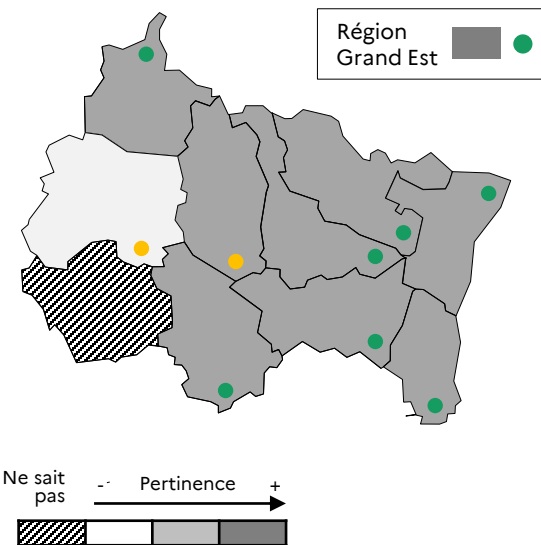 Région
Grand Est
Ne sait
pas
-- Pertinence +